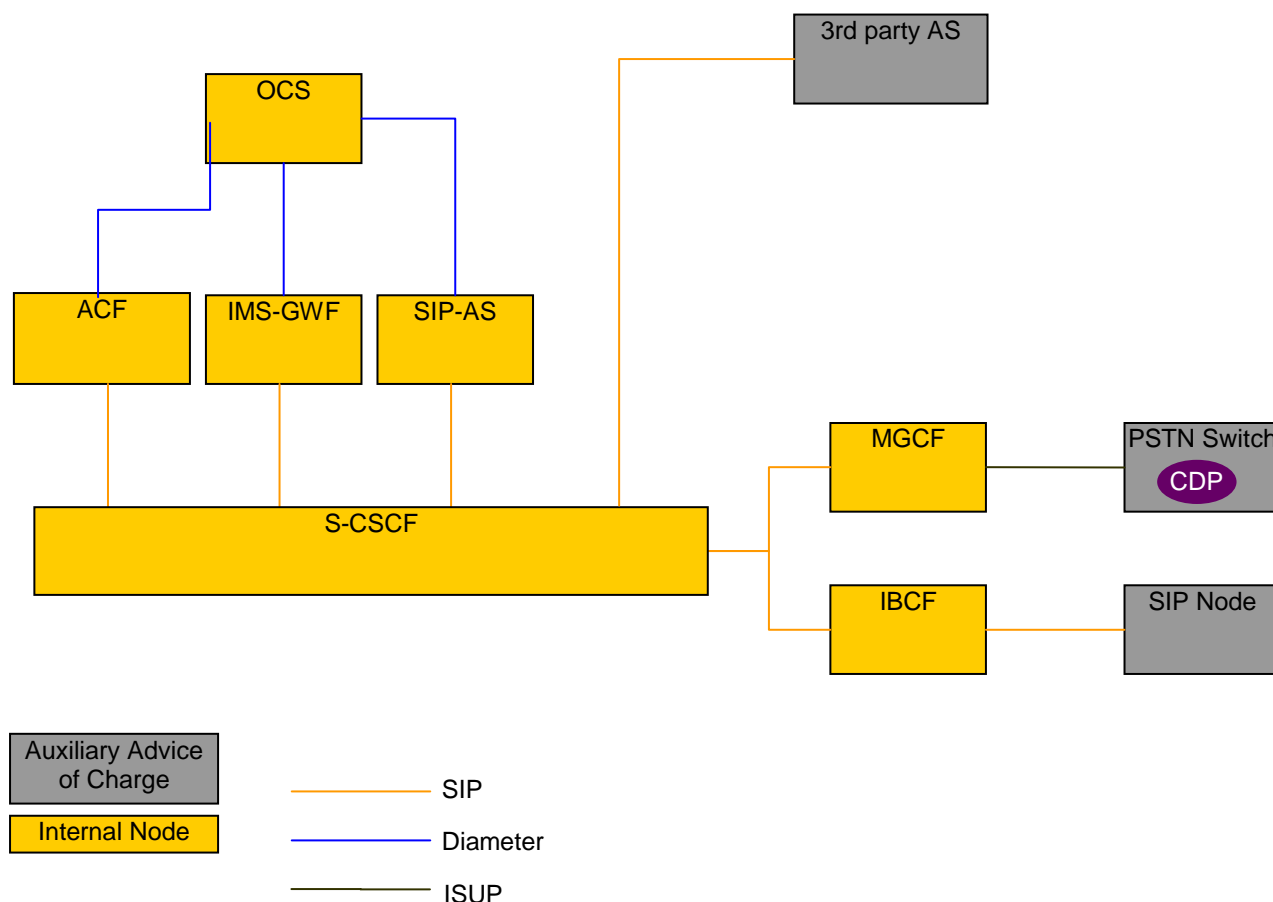 3rd party AS
OCS
ACF
IMS-GWF
SIP-AS
MGCF
PSTN Switch
CDP
S-CSCF
IBCF
SIP Node
Auxiliary Advice
of Charge
Internal Node
SIP
Diameter
ISUP